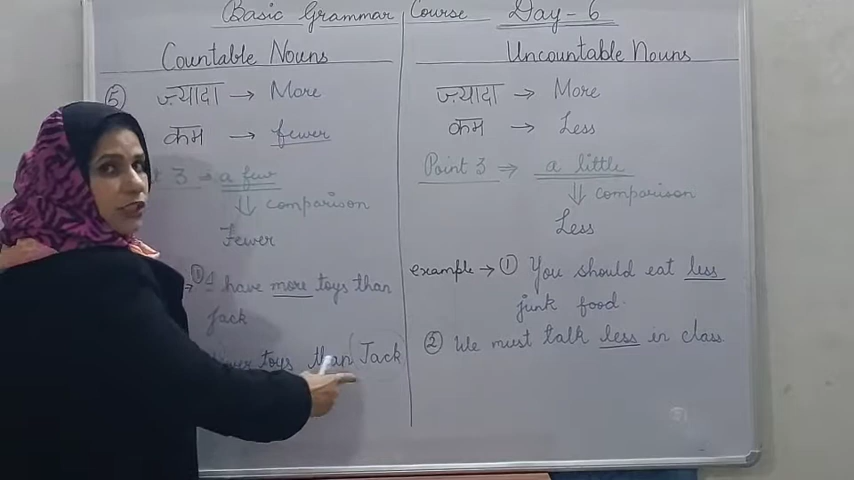 Basic Grammar Course Day-6
Countable Nouns
⑤ ज़्यादा → More
कम → fewer
3 → a few
⇓ comparison
Fewer
→ ① I have more toys than
Jack
toys than Jack
Uncountable Nouns
ज़्यादा → More
कम → Less
Point 3 ⇒ a little
⇓ comparison
Less
example → ① You should eat less
junk food.
② We must talk less in class